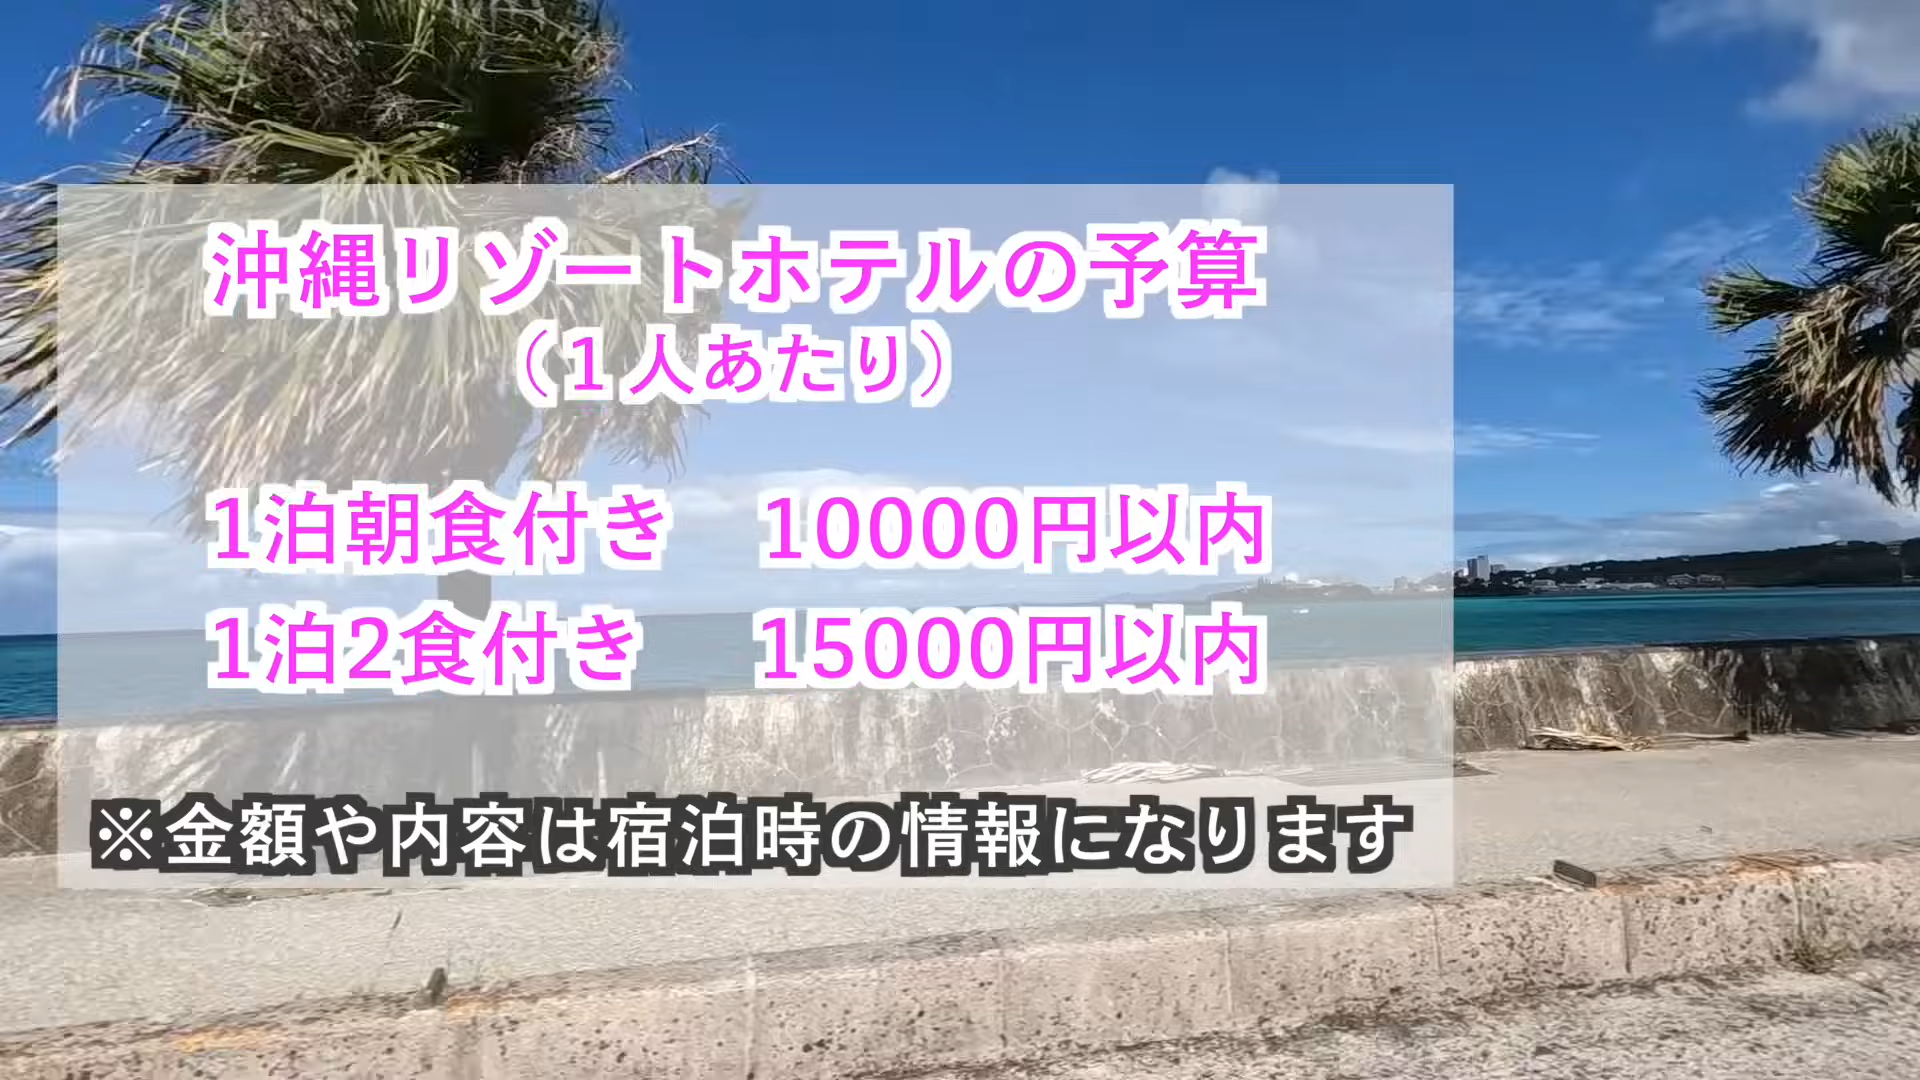 沖縄リゾートホテルの予算
（１人あたり）
1泊朝食付き　10000円以内
1泊2食付き　15000円以内
※金額や内容は宿泊時の情報になります